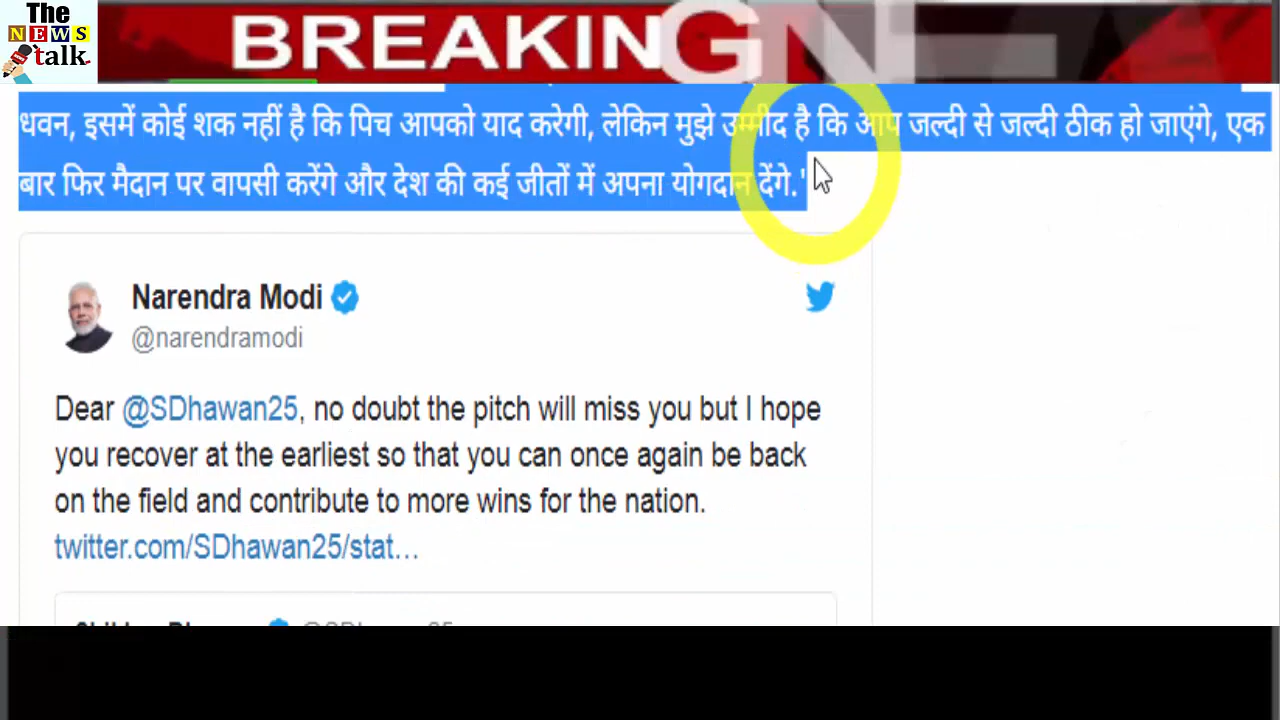 The
NEWS
talk.
BREAKING
धवन, इसमें कोई शक नहीं है कि पिच आपको याद करेगी, लेकिन मुझे उम्मीद है कि आप जल्दी से जल्दी ठीक हो जाएंगे, एक
बार फिर मैदान पर वापसी करेंगे और देश की कई जीतों में अपना योगदान देंगे.'
Narendra Modi
@narendramodi
Dear @SDhawan25, no doubt the pitch will miss you but I hope
you recover at the earliest so that you can once again be back
on the field and contribute to more wins for the nation.
twitter.com/SDhawan25/stat…